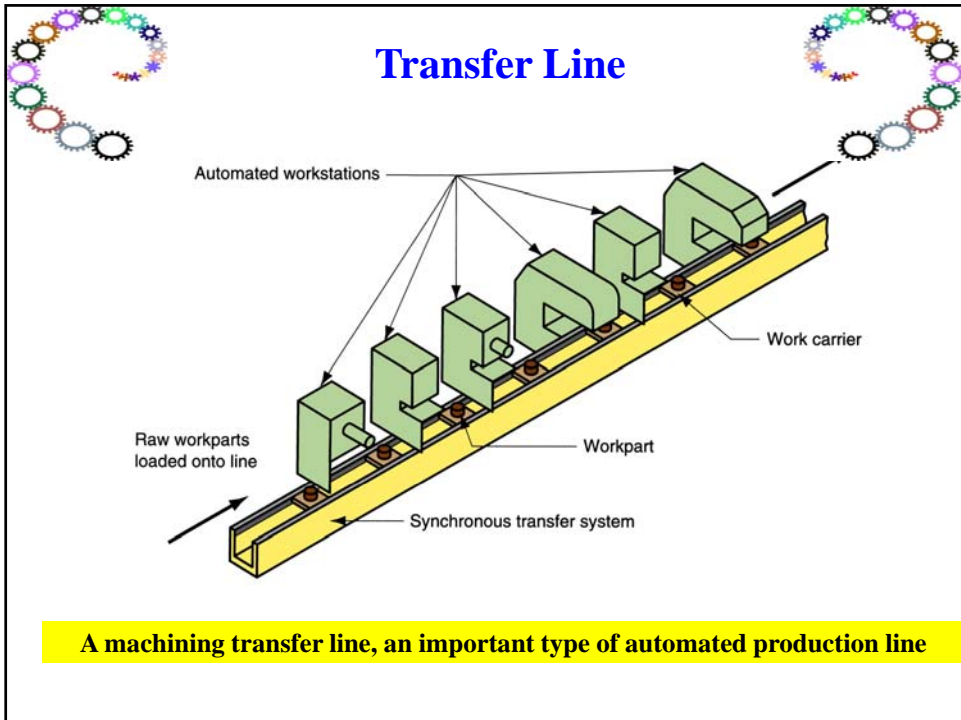 Transfer Line
Automated workstations
Work carrier
Workpart
Raw workparts
loaded onto line
Synchronous transfer system
A machining transfer line, an important type of automated production line